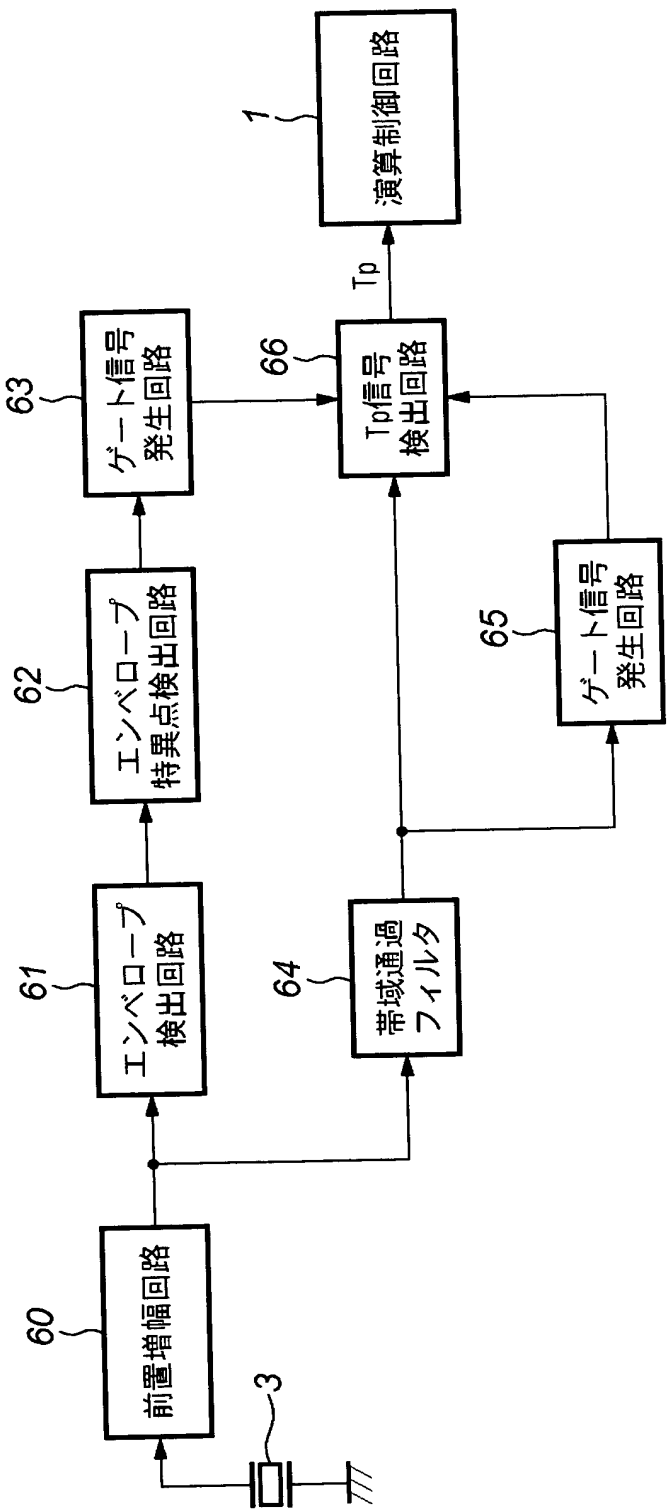 3
60
前置増幅回路
61
エンベロープ
検出回路
62
エンベロープ
特異点検出回路
63
ゲート信号
発生回路
64
帯域通過
フィルタ
65
ゲート信号
発生回路
66
Tp信号
検出回路
Tp
1
演算制御回路